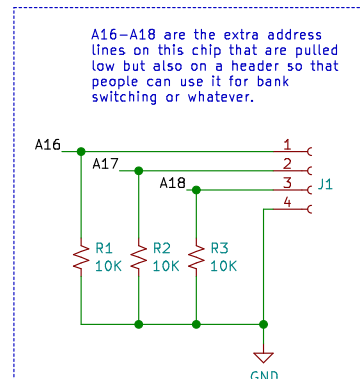 A16-A18 are the extra address
lines on this chip that are pulled
low but also on a header so that
people can use it for bank
switching or whatever.
A16
1
A17
2
A18
3
J1
4
R1
R2
R3
10K
10K
10K
GND